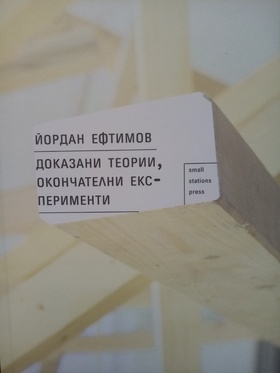 ЙОРДАН ЕФТИМОВ
ДОКАЗАНИ ТЕОРИИ,
ОКОНЧАТЕЛНИ ЕКС-
ПЕРИМЕНТИ
small
stations
press